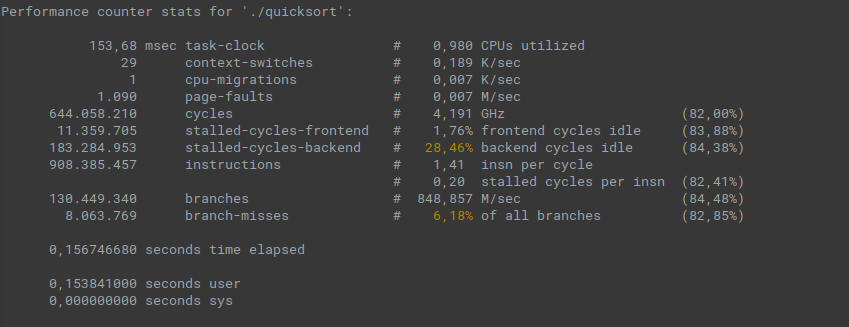 Performance counter stats for './quicksort':
153,68 msec task-clock # 0,980 CPUs utilized
29 context-switches # 0,189 K/sec
1 cpu-migrations # 0,007 K/sec
1.090 page-faults # 0,007 M/sec
644.058.210 cycles # 4,191 GHz (82,00%)
11.359.705 stalled-cycles-frontend # 1,76% frontend cycles idle (83,88%)
183.284.953 stalled-cycles-backend # 28,46% backend cycles idle (84,38%)
908.385.457 instructions # 1,41 insn per cycle
# 0,20 stalled cycles per insn (82,41%)
130.449.340 branches # 848,857 M/sec (84,48%)
8.063.769 branch-misses # 6,18% of all branches (82,85%)
0,156746680 seconds time elapsed
0,153841000 seconds user
0,000000000 seconds sys